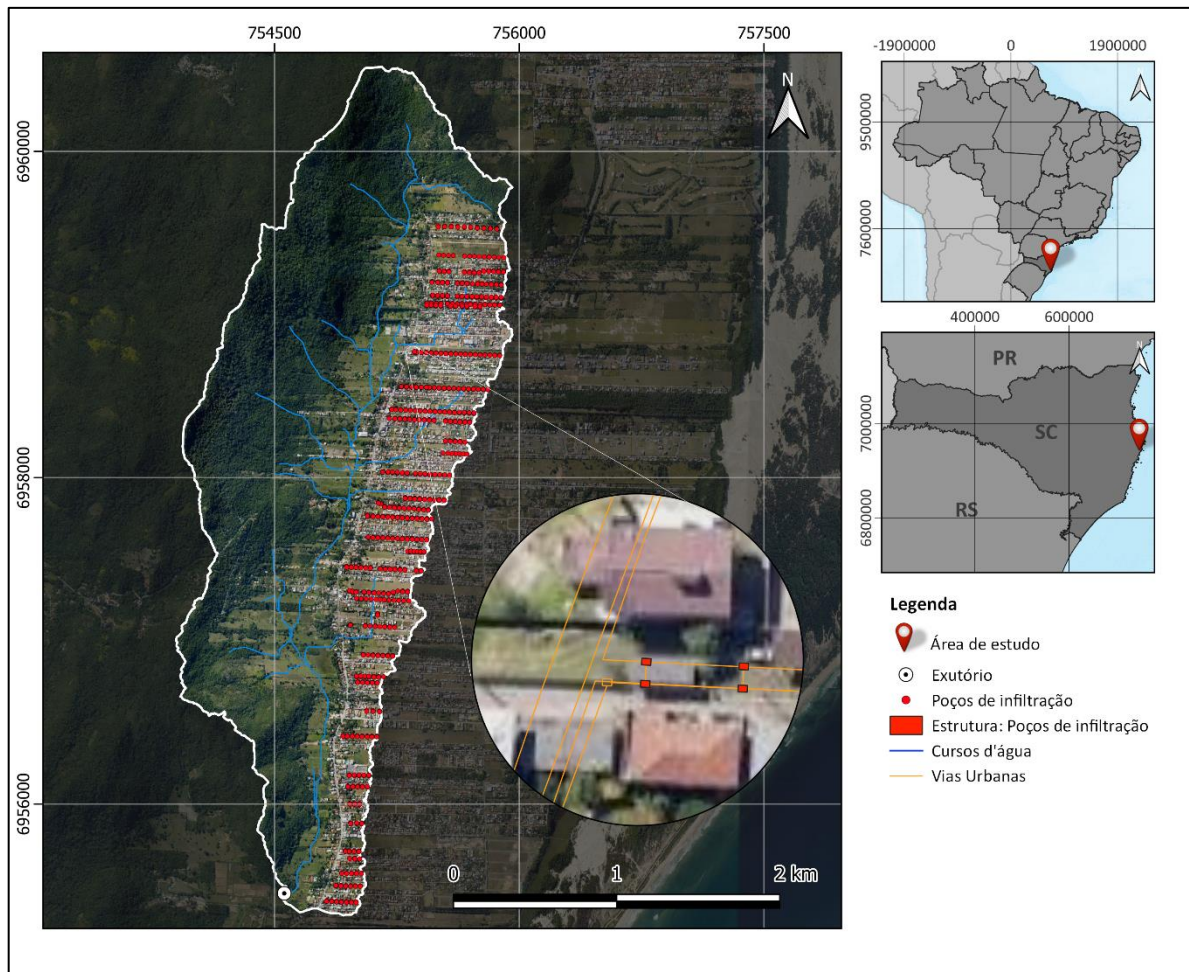 754500 756000 757500
N
6960000
6958000
6956000
0 1 2 km
-1900000 0 1900000
9500000
7600000
400000 600000
N
PR
SC
RS
7000000
6800000
Legenda
Área de estudo
Exutório
Poços de infiltração
Estrutura: Poços de infiltração
Cursos d'água
Vias Urbanas